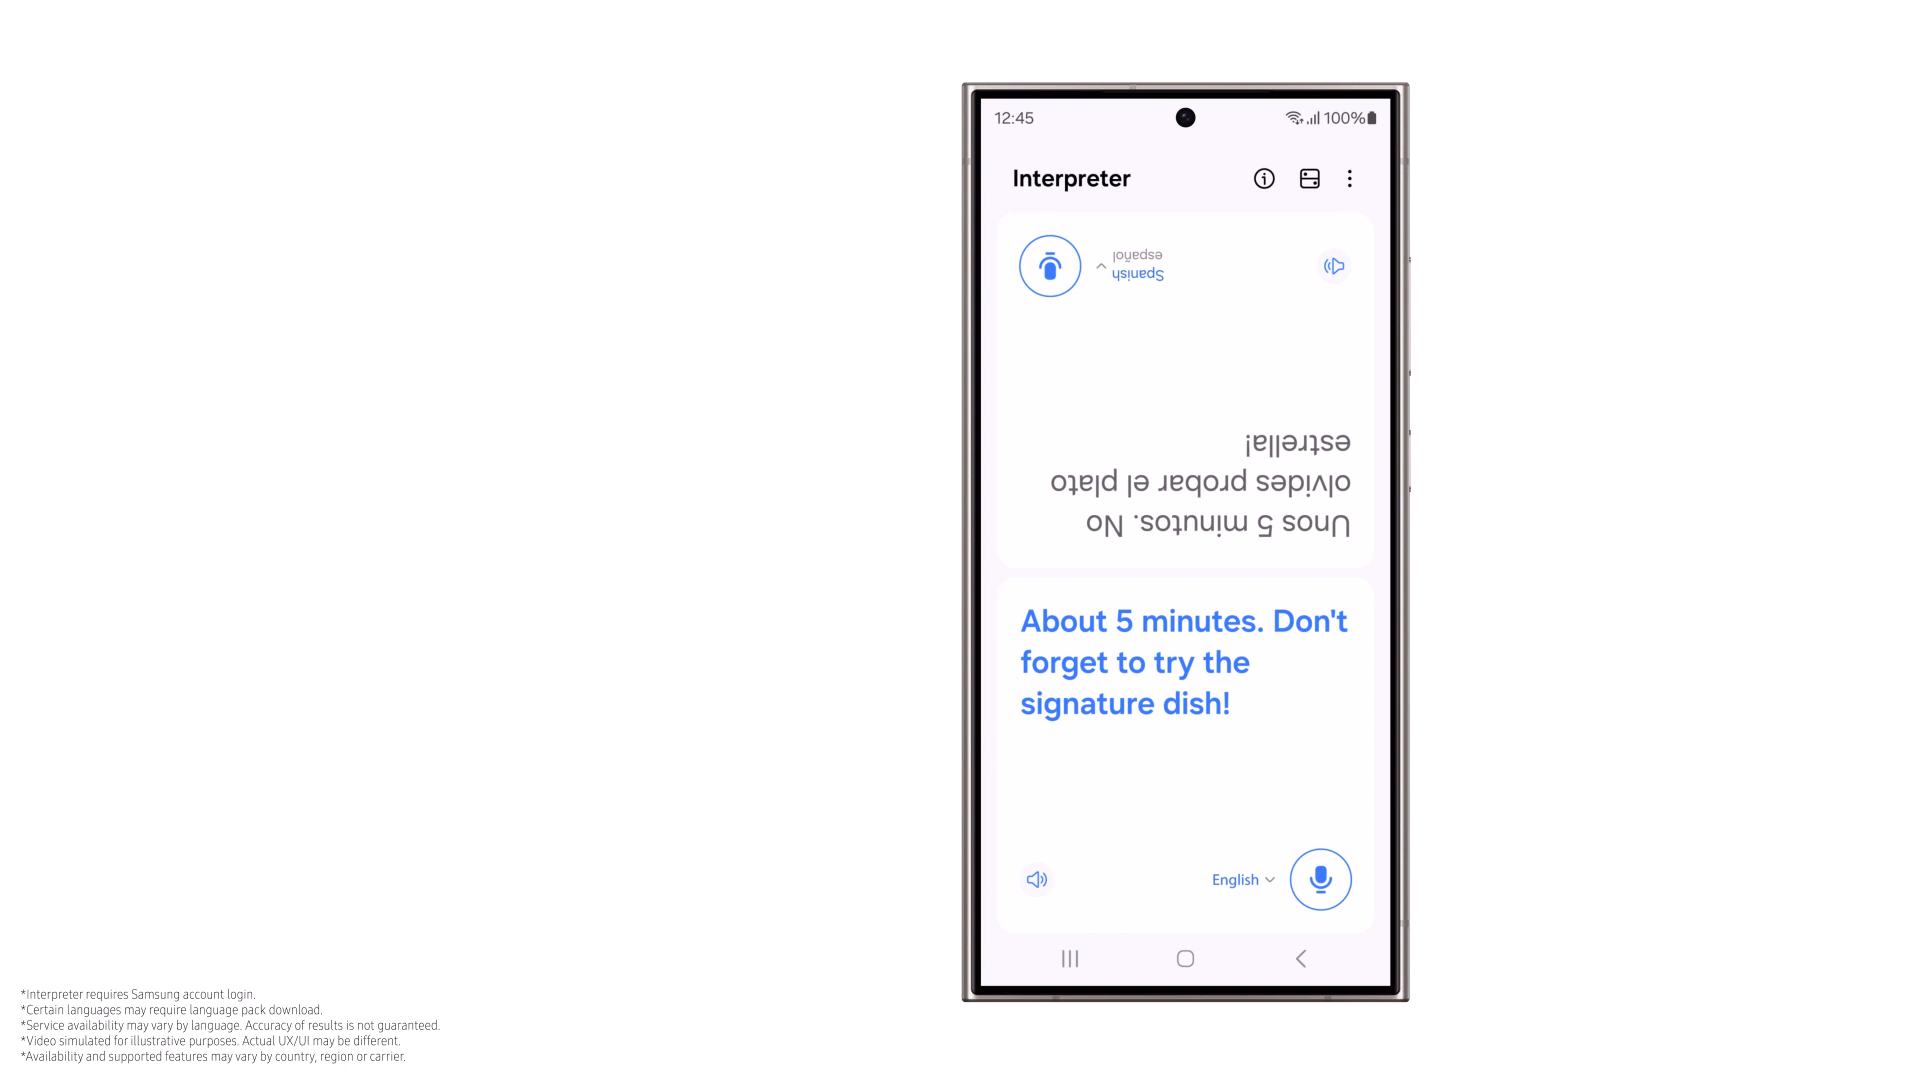 12:45
100%
Interpreter
español
Spanish
Unos 5 minutos. No
olvides probar el plato
estrella!
About 5 minutes. Don't
forget to try the
signature dish!
English
*Interpreter requires Samsung account login.
*Certain languages may require language pack download.
*Service availability may vary by language. Accuracy of results is not guaranteed.
*Video simulated for illustrative purposes. Actual UX/UI may be different.
*Availability and supported features may vary by country, region or carrier.